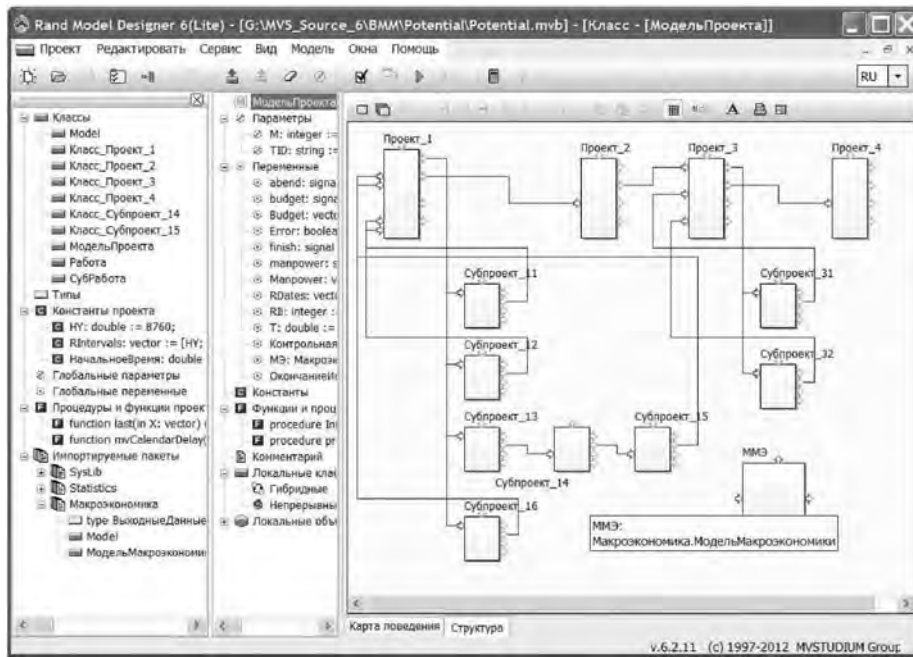 Rand Model Designer 6(Lite) - [G:\MVS_Source_6\BMM\Potential\Potential.mvb] - [Класс - [МодельПроекта]]
Проект Редактировать Сервис Вид Модель Окна Помощь
RU
Классы
Model
Класс_Проект_1
Класс_Проект_2
Класс_Проект_3
Класс_Проект_4
Класс_Субпроект_14
Класс_Субпроект_15
МодельПроекта
Работа
СубРабота
Типы
Константы проекта
HY: double := 8760;
RIntervals: vector := [HY;
НачальноеВремя: double
Глобальные параметры
Глобальные переменные
Процедуры и функции проек
function last(in X: vector) (
function mvCalendarDelay(
Импортируемые пакеты
SysLib
Statistics
Макроэкономика
type ВыходныеДанные
Model
МодельМакроэкономи
МодельПроекта
Параметры
M: integer :=
TID: string :=
Переменные
abend: signa
budget: signa
Budget: vecto
Error: boolea
finish: signal
manpower: s
Manpower: v
RDates: vecto
RI: integer :
T: double :=
Контрольная
МЭ: Макроэк
ОкончаниеИ
Константы
Функции и проц
procedure Ini
procedure pr
Комментарий
Локальные клас
Гибридные
Непрерывны
Локальные объ
A
Проект_1
Проект_2
Проект_3
Проект_4
Субпроект_11
Субпроект_31
Субпроект_12
Субпроект_32
Субпроект_13
Субпроект_15
Субпроект_14
Субпроект_16
ММЭ
ММЭ:
Макроэкономика.МодельМакроэкономики
Карта поведения Структура
v.6.2.11 (c) 1997-2012 MVSTUDIUM Group